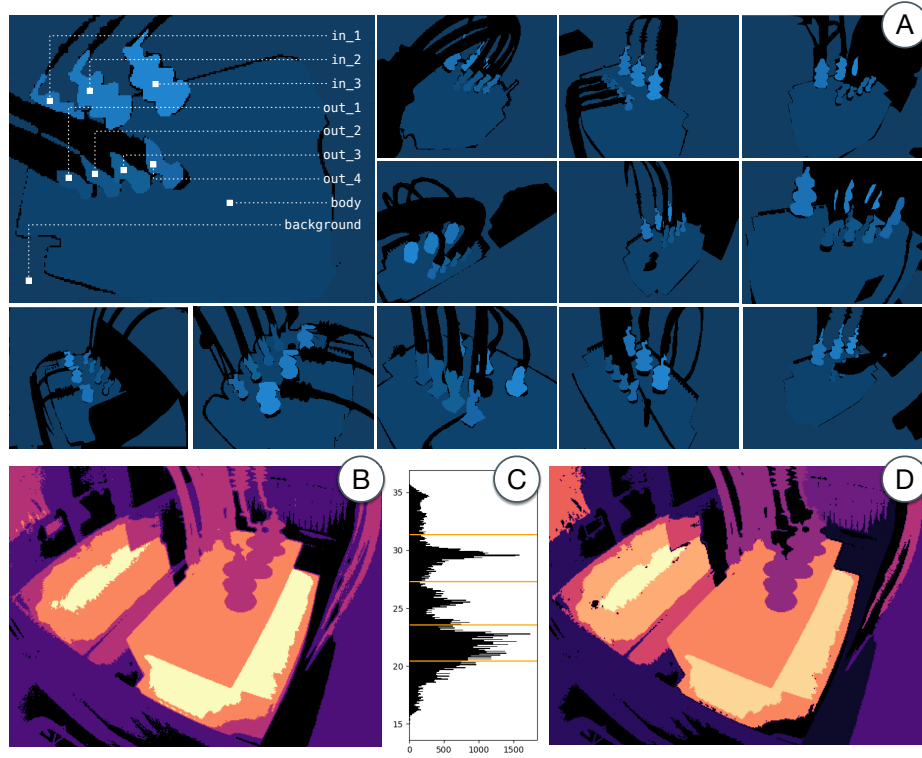 A
in_1
in_2
in_3
out_1
out_2
out_3
out_4
body
background
B
C
D
35
30
25
20
15
0 500 1000 1500